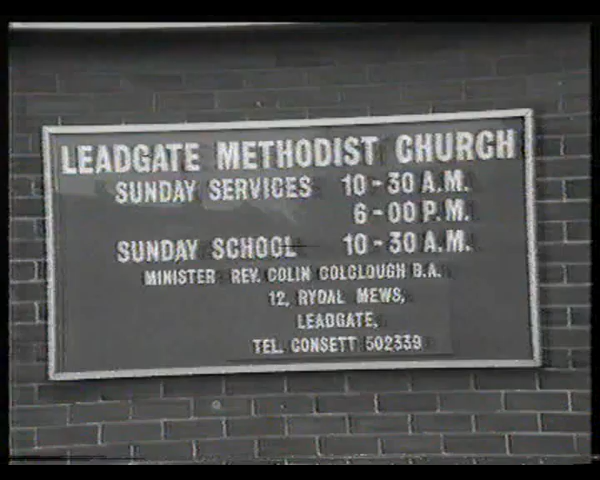 LEADGATE METHODIST CHURCH
SUNDAY SERVICES 10-30 A.M.
6-00 P.M.
SUNDAY SCHOOL 10-30 A.M.
MINISTER REV. COLIN COLCLOUGH B.A.
12, RYDAL MEWS,
LEADGATE,
TEL. CONSETT 502339